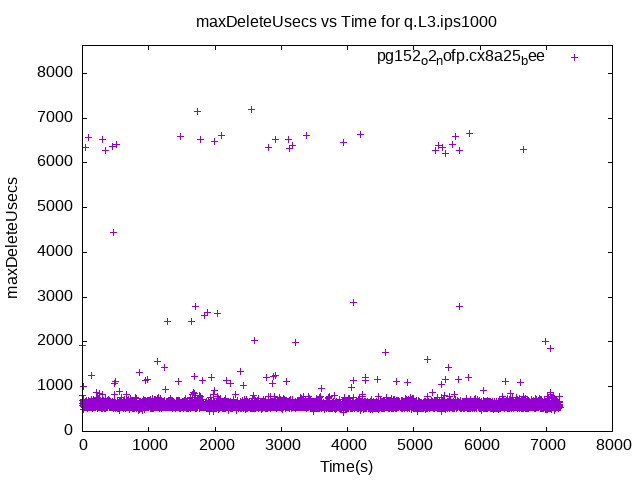 maxDeleteUsecs vs Time for q.L3.ips1000
pg152o2nofp.cx8a25bee
8000
7000
6000
5000
4000
3000
2000
1000
0
maxDeleteUsecs
0 1000 2000 3000 4000 5000 6000 7000 8000
Time(s)